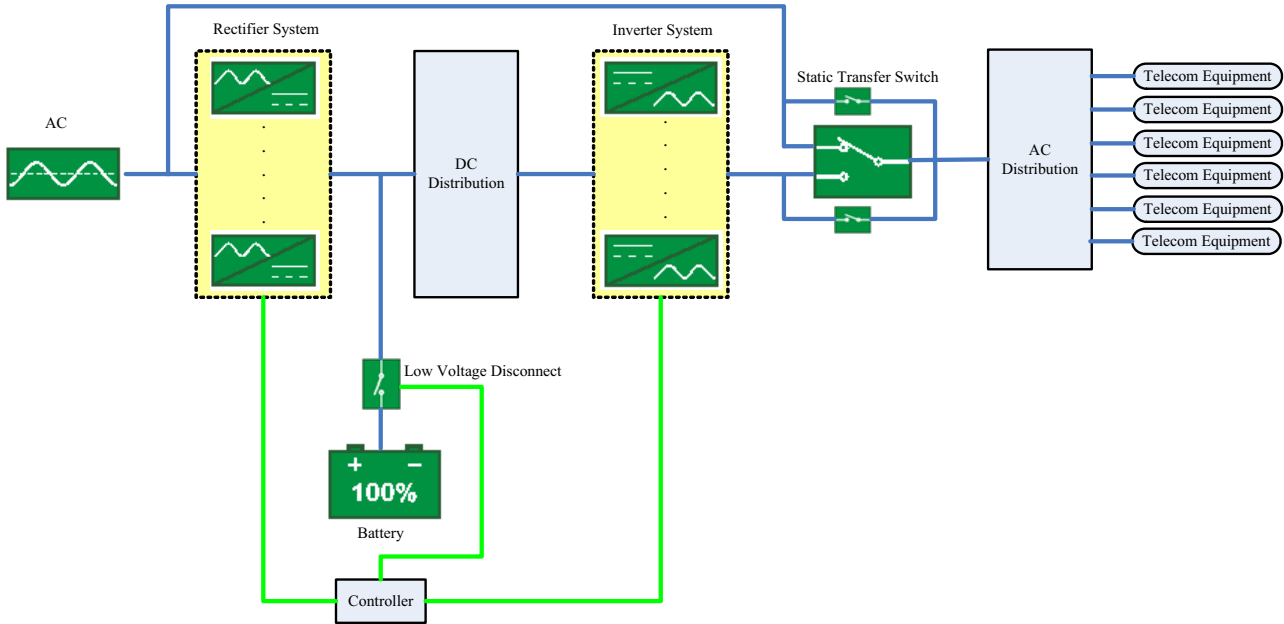 Rectifier System
Inverter System
Static Transfer Switch
AC
DC
Distribution
AC
Distribution
Telecom Equipment
Telecom Equipment
Telecom Equipment
Telecom Equipment
Telecom Equipment
Telecom Equipment
Low Voltage Disconnect
+ −
100%
Battery
Controller